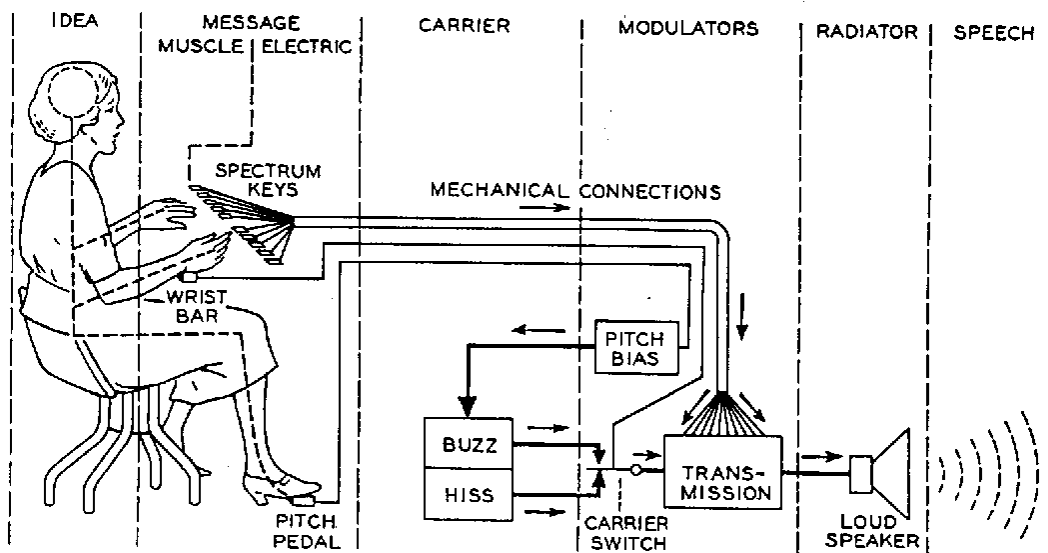 IDEA
MESSAGE
MUSCLE ELECTRIC
CARRIER
MODULATORS
RADIATOR
SPEECH
SPECTRUM
KEYS
MECHANICAL CONNECTIONS
WRIST
BAR
PITCH
BIAS
BUZZ
HISS
TRANS-
MISSION
CARRIER
SWITCH
LOUD
SPEAKER
PITCH
PEDAL